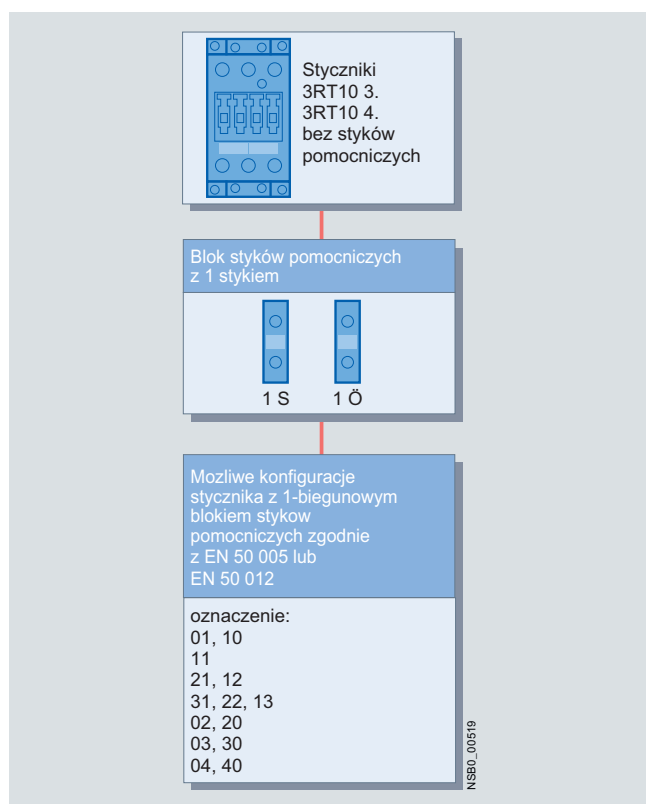 Styczniki
3RT10 3.
3RT10 4.
bez styków
pomocniczych
Blok styków pomocniczych
z 1 stykiem
1 S
1 Ö
Mozliwe konfiguracje
stycznika z 1-biegunowym
blokiem stykow
pomocniczych zgodnie
z EN 50 005 lub
EN 50 012
oznaczenie:
01, 10
11
21, 12
31, 22, 13
02, 20
03, 30
04, 40
NSB0_00519